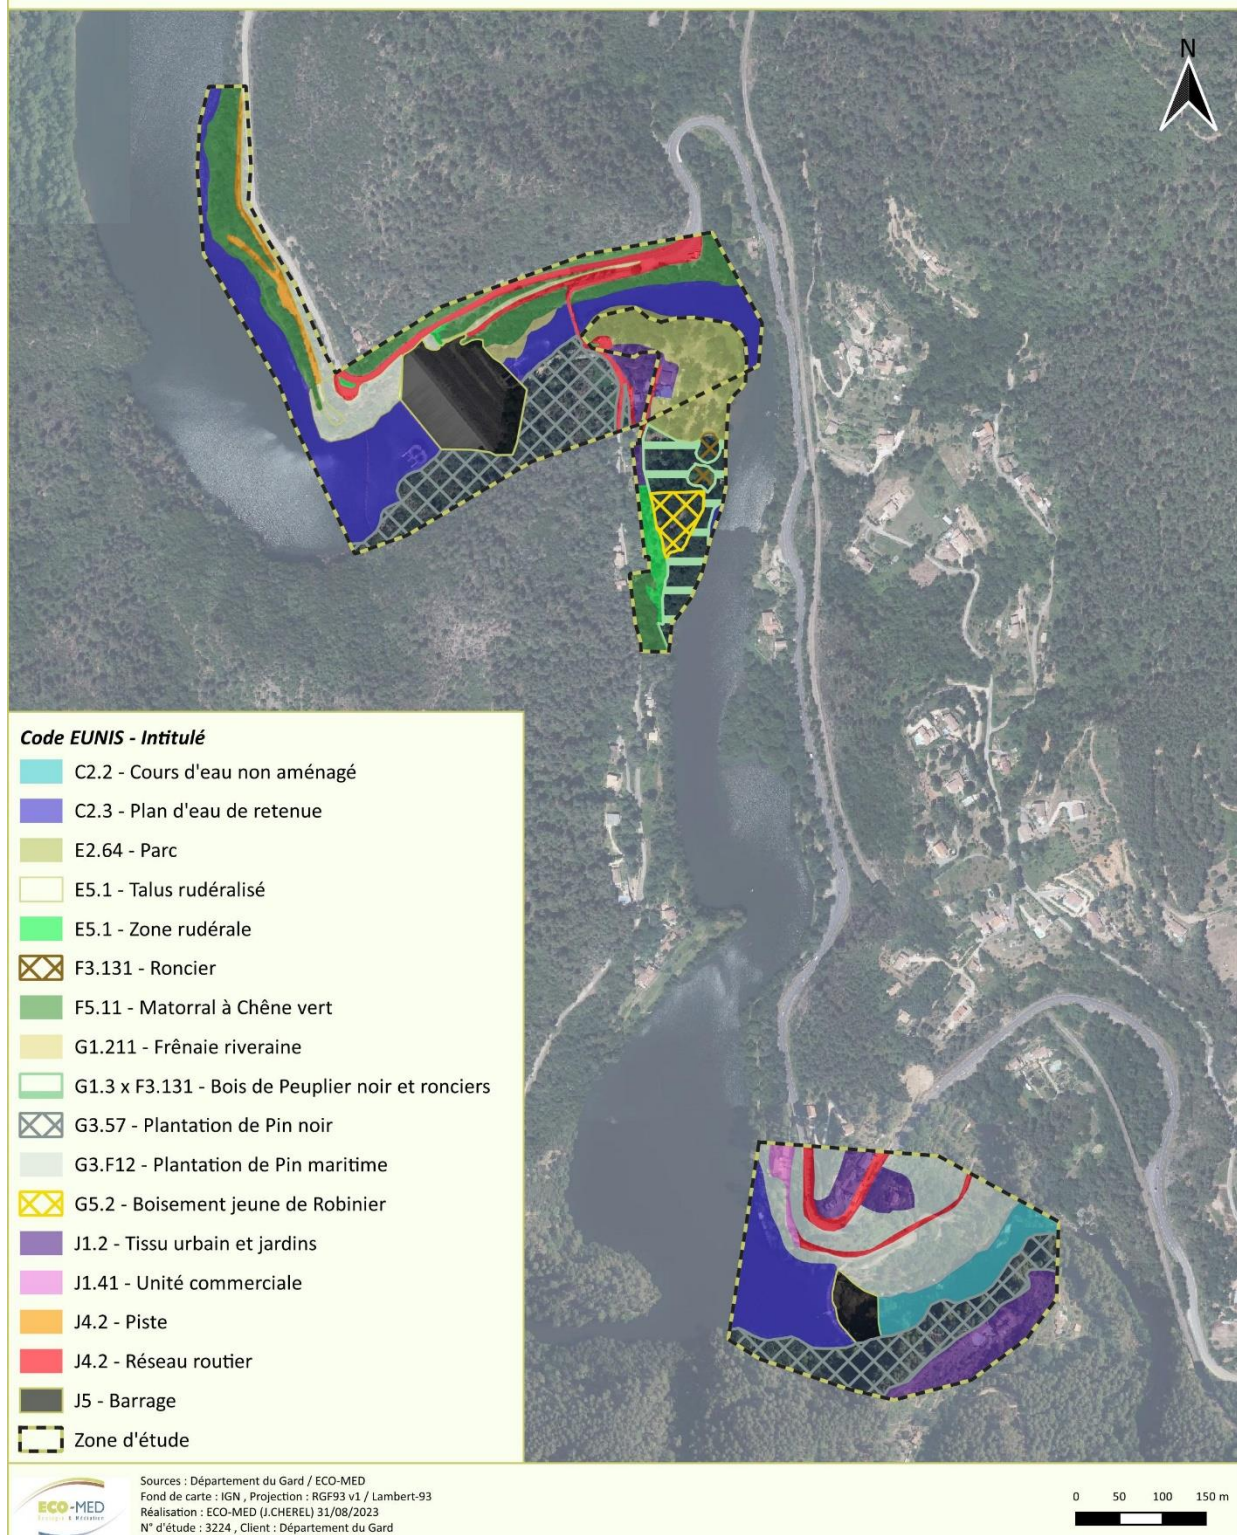 N
Code EUNIS - Intitulé
C2.2 - Cours d'eau non aménagé
C2.3 - Plan d'eau de retenue
E2.64 - Parc
E5.1 - Talus rudéralisé
E5.1 - Zone rudérale
F3.131 - Roncier
F5.11 - Matorral à Chêne vert
G1.211 - Frênaie riveraine
G1.3 x F3.131 - Bois de Peuplier noir et ronciers
G3.57 - Plantation de Pin noir
G3.F12 - Plantation de Pin maritime
G5.2 - Boisement jeune de Robinier
J1.2 - Tissu urbain et jardins
J1.41 - Unité commerciale
J4.2 - Piste
J4.2 - Réseau routier
J5 - Barrage
Zone d'étude
ECO-MED
Sources : Département du Gard / ECO-MED
Fond de carte : IGN , Projection : RGF93 v1 / Lambert-93
Réalisation : ECO-MED (J.CHEREL) 31/08/2023
N° d'étude : 3224 , Client : Département du Gard
0 50 100 150 m